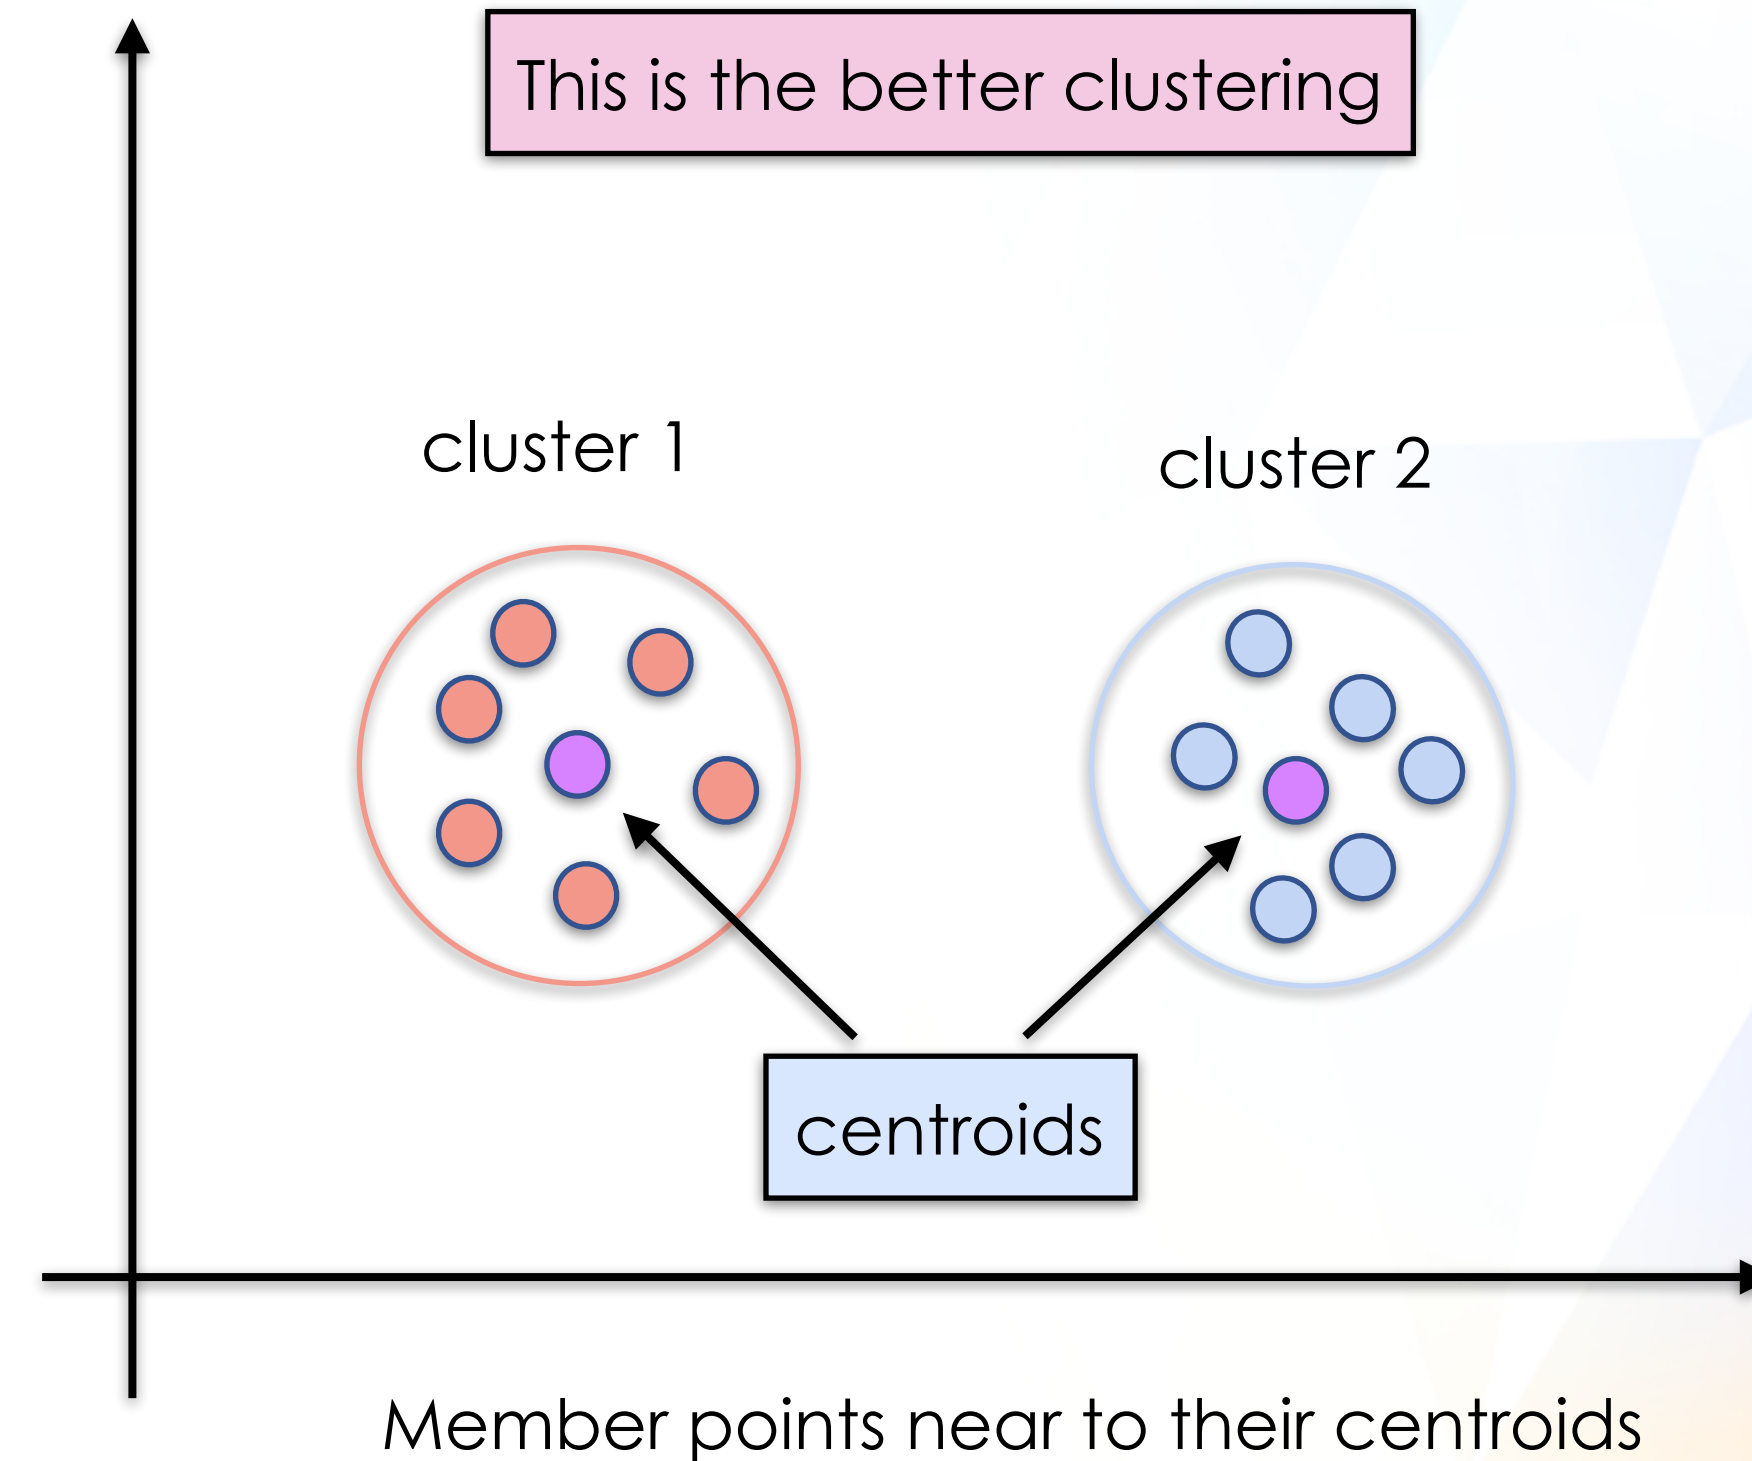 This is the better clustering
cluster 1
cluster 2
centroids
Member points near to their centroids